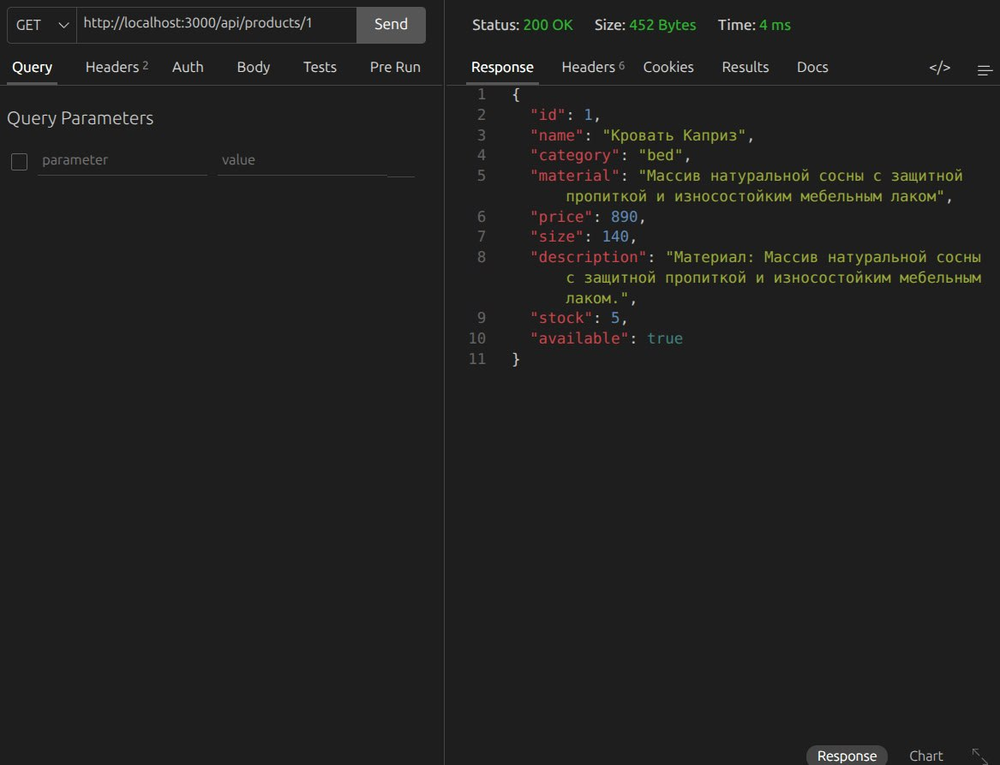 GET http://localhost:3000/api/products/1 Send
Query Headers 2 Auth Body Tests Pre Run
Query Parameters
parameter value
Status: 200 OK Size: 452 Bytes Time: 4 ms
Response Headers 6 Cookies Results Docs </>
1 {
2 "id": 1,
3 "name": "Кровать Каприз",
4 "category": "bed",
5 "material": "Массив натуральной сосны с защитной
пропиткой и износостойким мебельным лаком",
6 "price": 890,
7 "size": 140,
8 "description": "Материал: Массив натуральной сосны
с защитной пропиткой и износостойким мебельным
лаком.",
9 "stock": 5,
10 "available": true
11 }
Response Chart